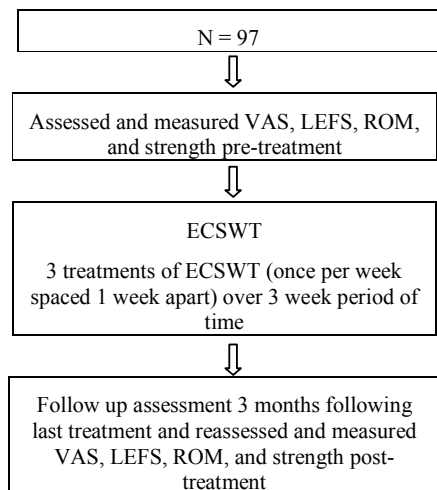 N = 97
Assessed and measured VAS, LEFS, ROM,
and strength pre-treatment
ECSWT
3 treatments of ECSWT (once per week
spaced 1 week apart) over 3 week period of
time
Follow up assessment 3 months following
last treatment and reassessed and measured
VAS, LEFS, ROM, and strength post-
treatment